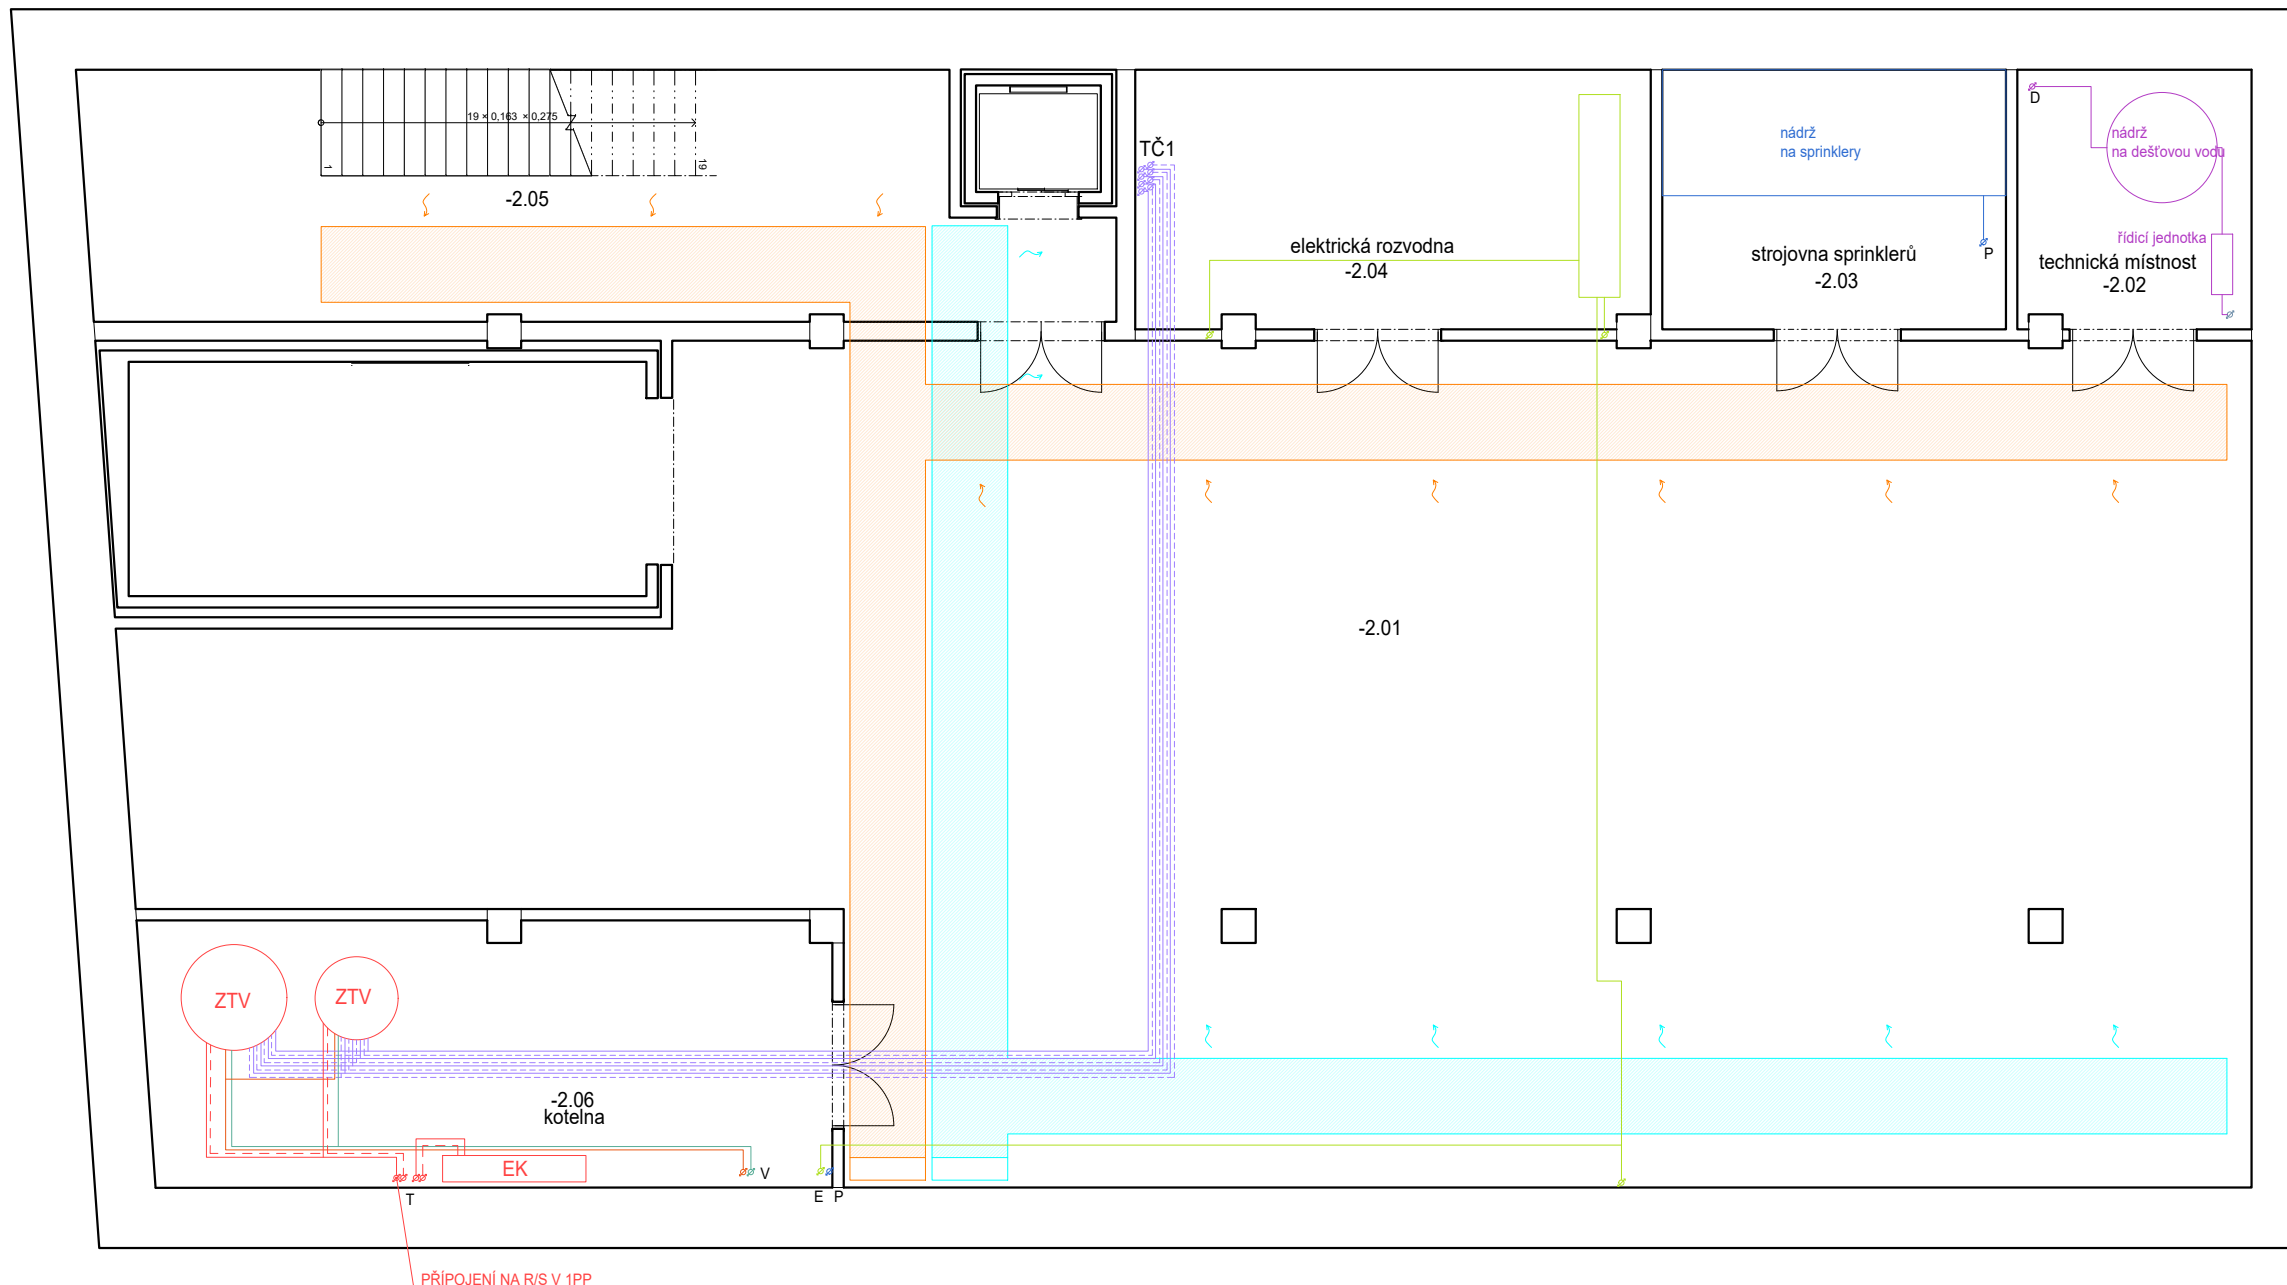 19 × 0,163 × 0,275
1
19
-2.05
TČ1
elektrická rozvodna
-2.04
nádrž
na sprinklery
strojovna sprinklerů
-2.03
P
D
nádrž
na dešťovou vodu
řídicí jednotka
technická místnost
-2.02
-2.01
ZTV
ZTV
-2.06
kotelna
EK
T
V
E P
PŘÍPOJENÍ NA R/S V 1PP